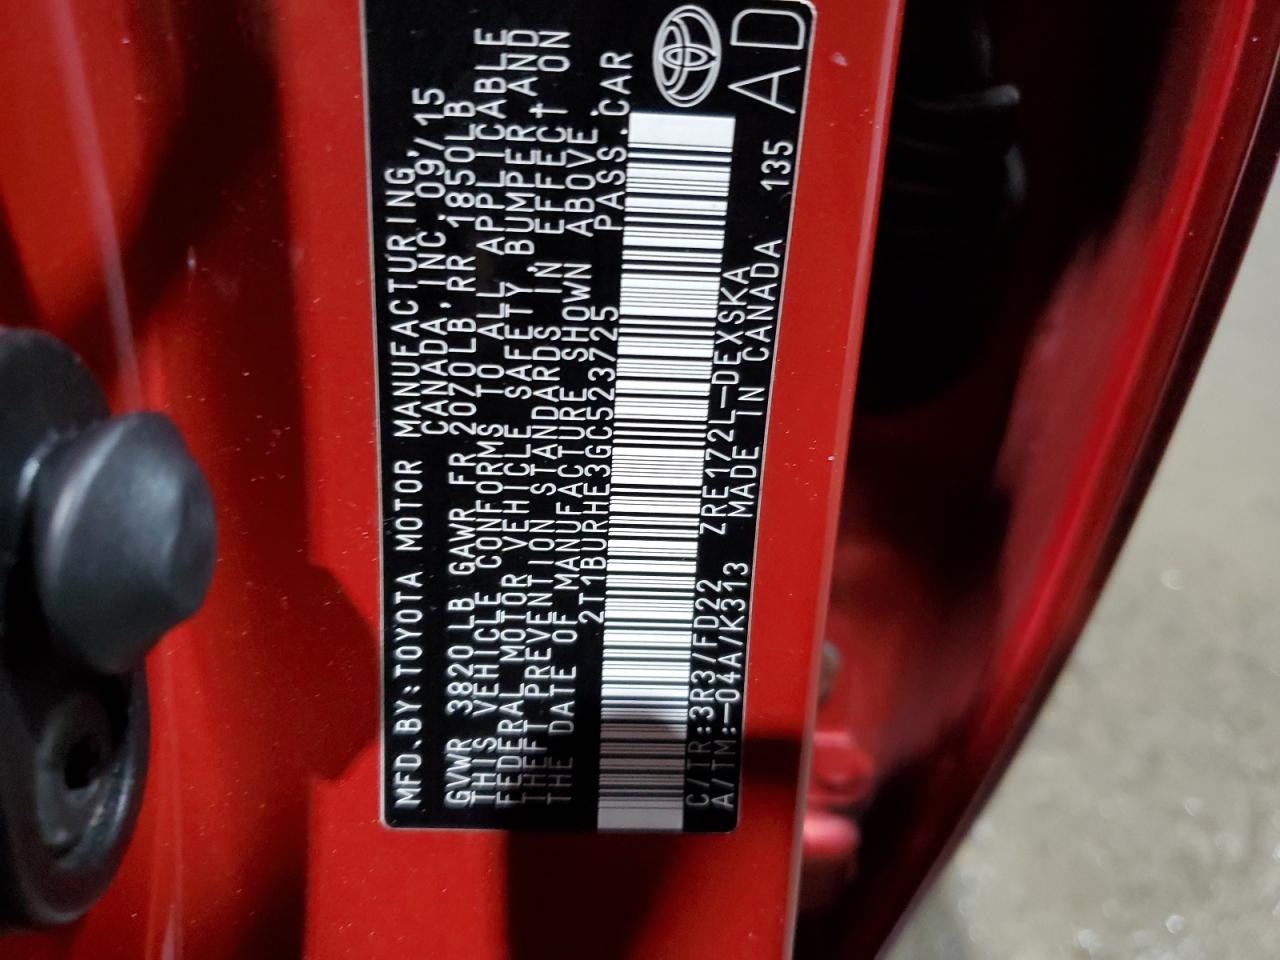 MFD.BY:TOYOTA MOTOR MANUFACTURING,
CANADA,INC. 09/15
GVWR 3820LB GAWR FR 2070LB,RR 1850LB
THIS VEHICLE CONFORMS TO ALL APPLICABLE
FEDERAL MOTOR VEHICLE SAFETY, BUMPER, AND
THEFT PREVENTION STANDARDS IN EFFECT ON
THE DATE OF MANUFACTURE SHOWN ABOVE.
2T1BURHE3GC523725 PASS.CAR
C/TR:3R3/FD22 ZRE172L-DEXSKA
A/TM:-04A/K313 MADE IN CANADA 135
AD